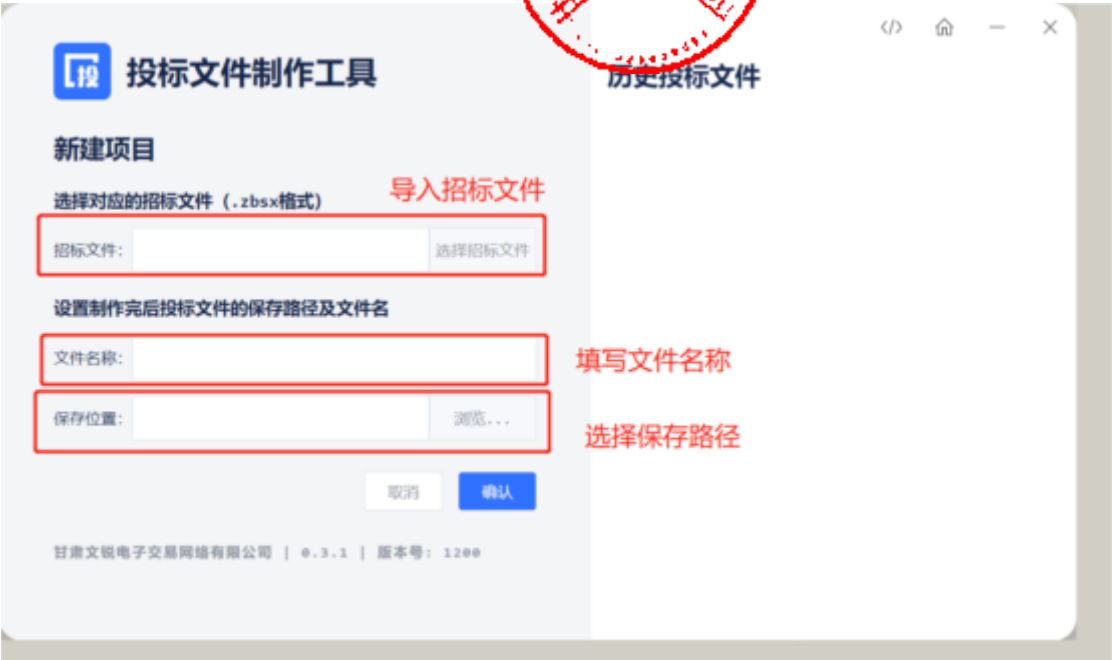 投
投标文件制作工具
历史投标文件
新建项目
选择对应的招标文件（.zbsx格式）
导入招标文件
招标文件：
选择招标文件
设置制作完后投标文件的保存路径及文件名
文件名称：
填写文件名称
保存位置：
浏览...
选择保存路径
取消
确认
甘肃文锐电子交易网络有限公司 | 0.3.1 | 版本号：1200